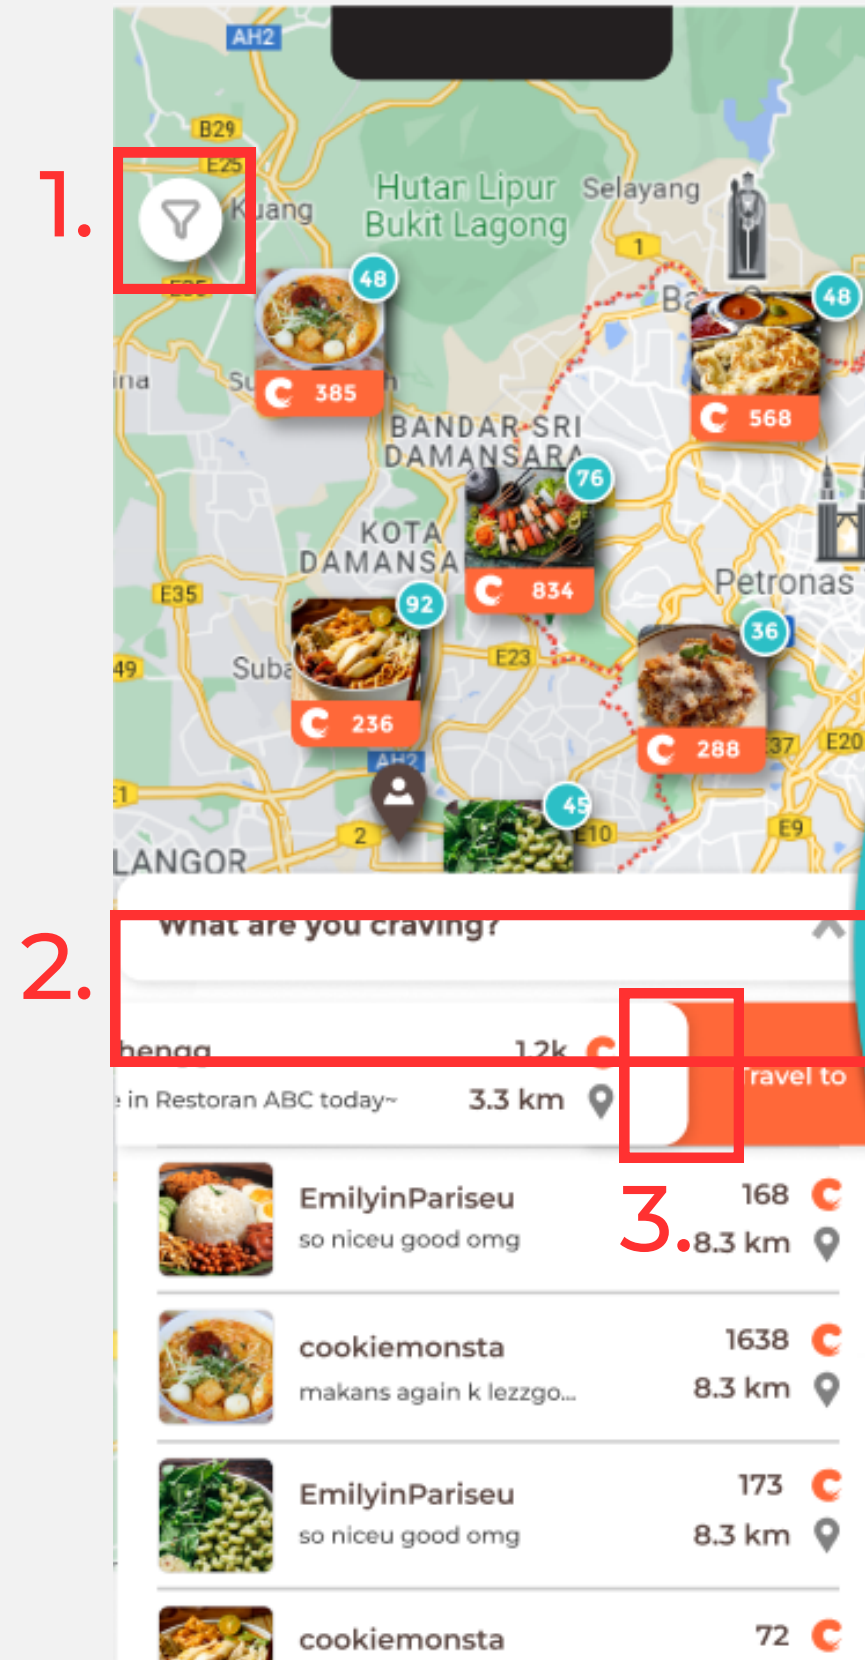 AH2
B29
1.
E25
Kuang
Hutan Lipur
Bukit Lagong
Selayang
1
48
48
385
568
BANDAR SRI
DAMANSARA
76
KOTA
DAMANSA
834
E35
92
Petronas
36
49
E23
236
288
37
E20
AH2
45
2
E10
E9
LANGOR
What are you craving?
2.
hengg
1.2k
Travel to
e in Restoran ABC today~
3.3 km
3.
EmilyinPariseu
168
so niceu good omg
8.3 km
cookiemonsta
1638
makans again k lezzgo...
8.3 km
EmilyinPariseu
173
so niceu good omg
8.3 km
cookiemonsta
72